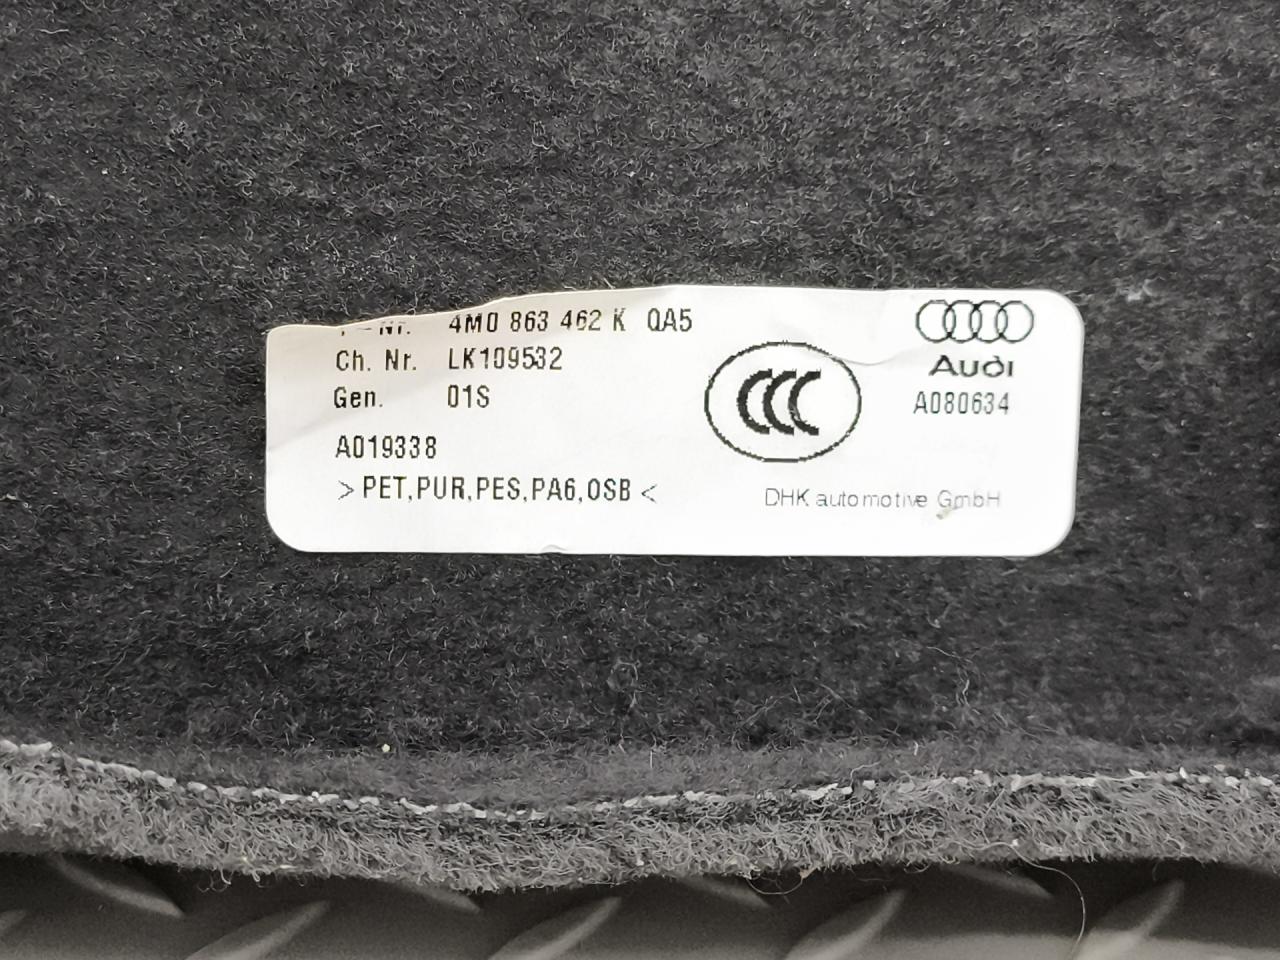 4M0 863 462 K QA5
Ch. Nr. LK109532
Gen. 01S
A019338
>PET,PUR,PES,PA6,OSB<
CCC
Audi
A080634
DHK automotive GmbH